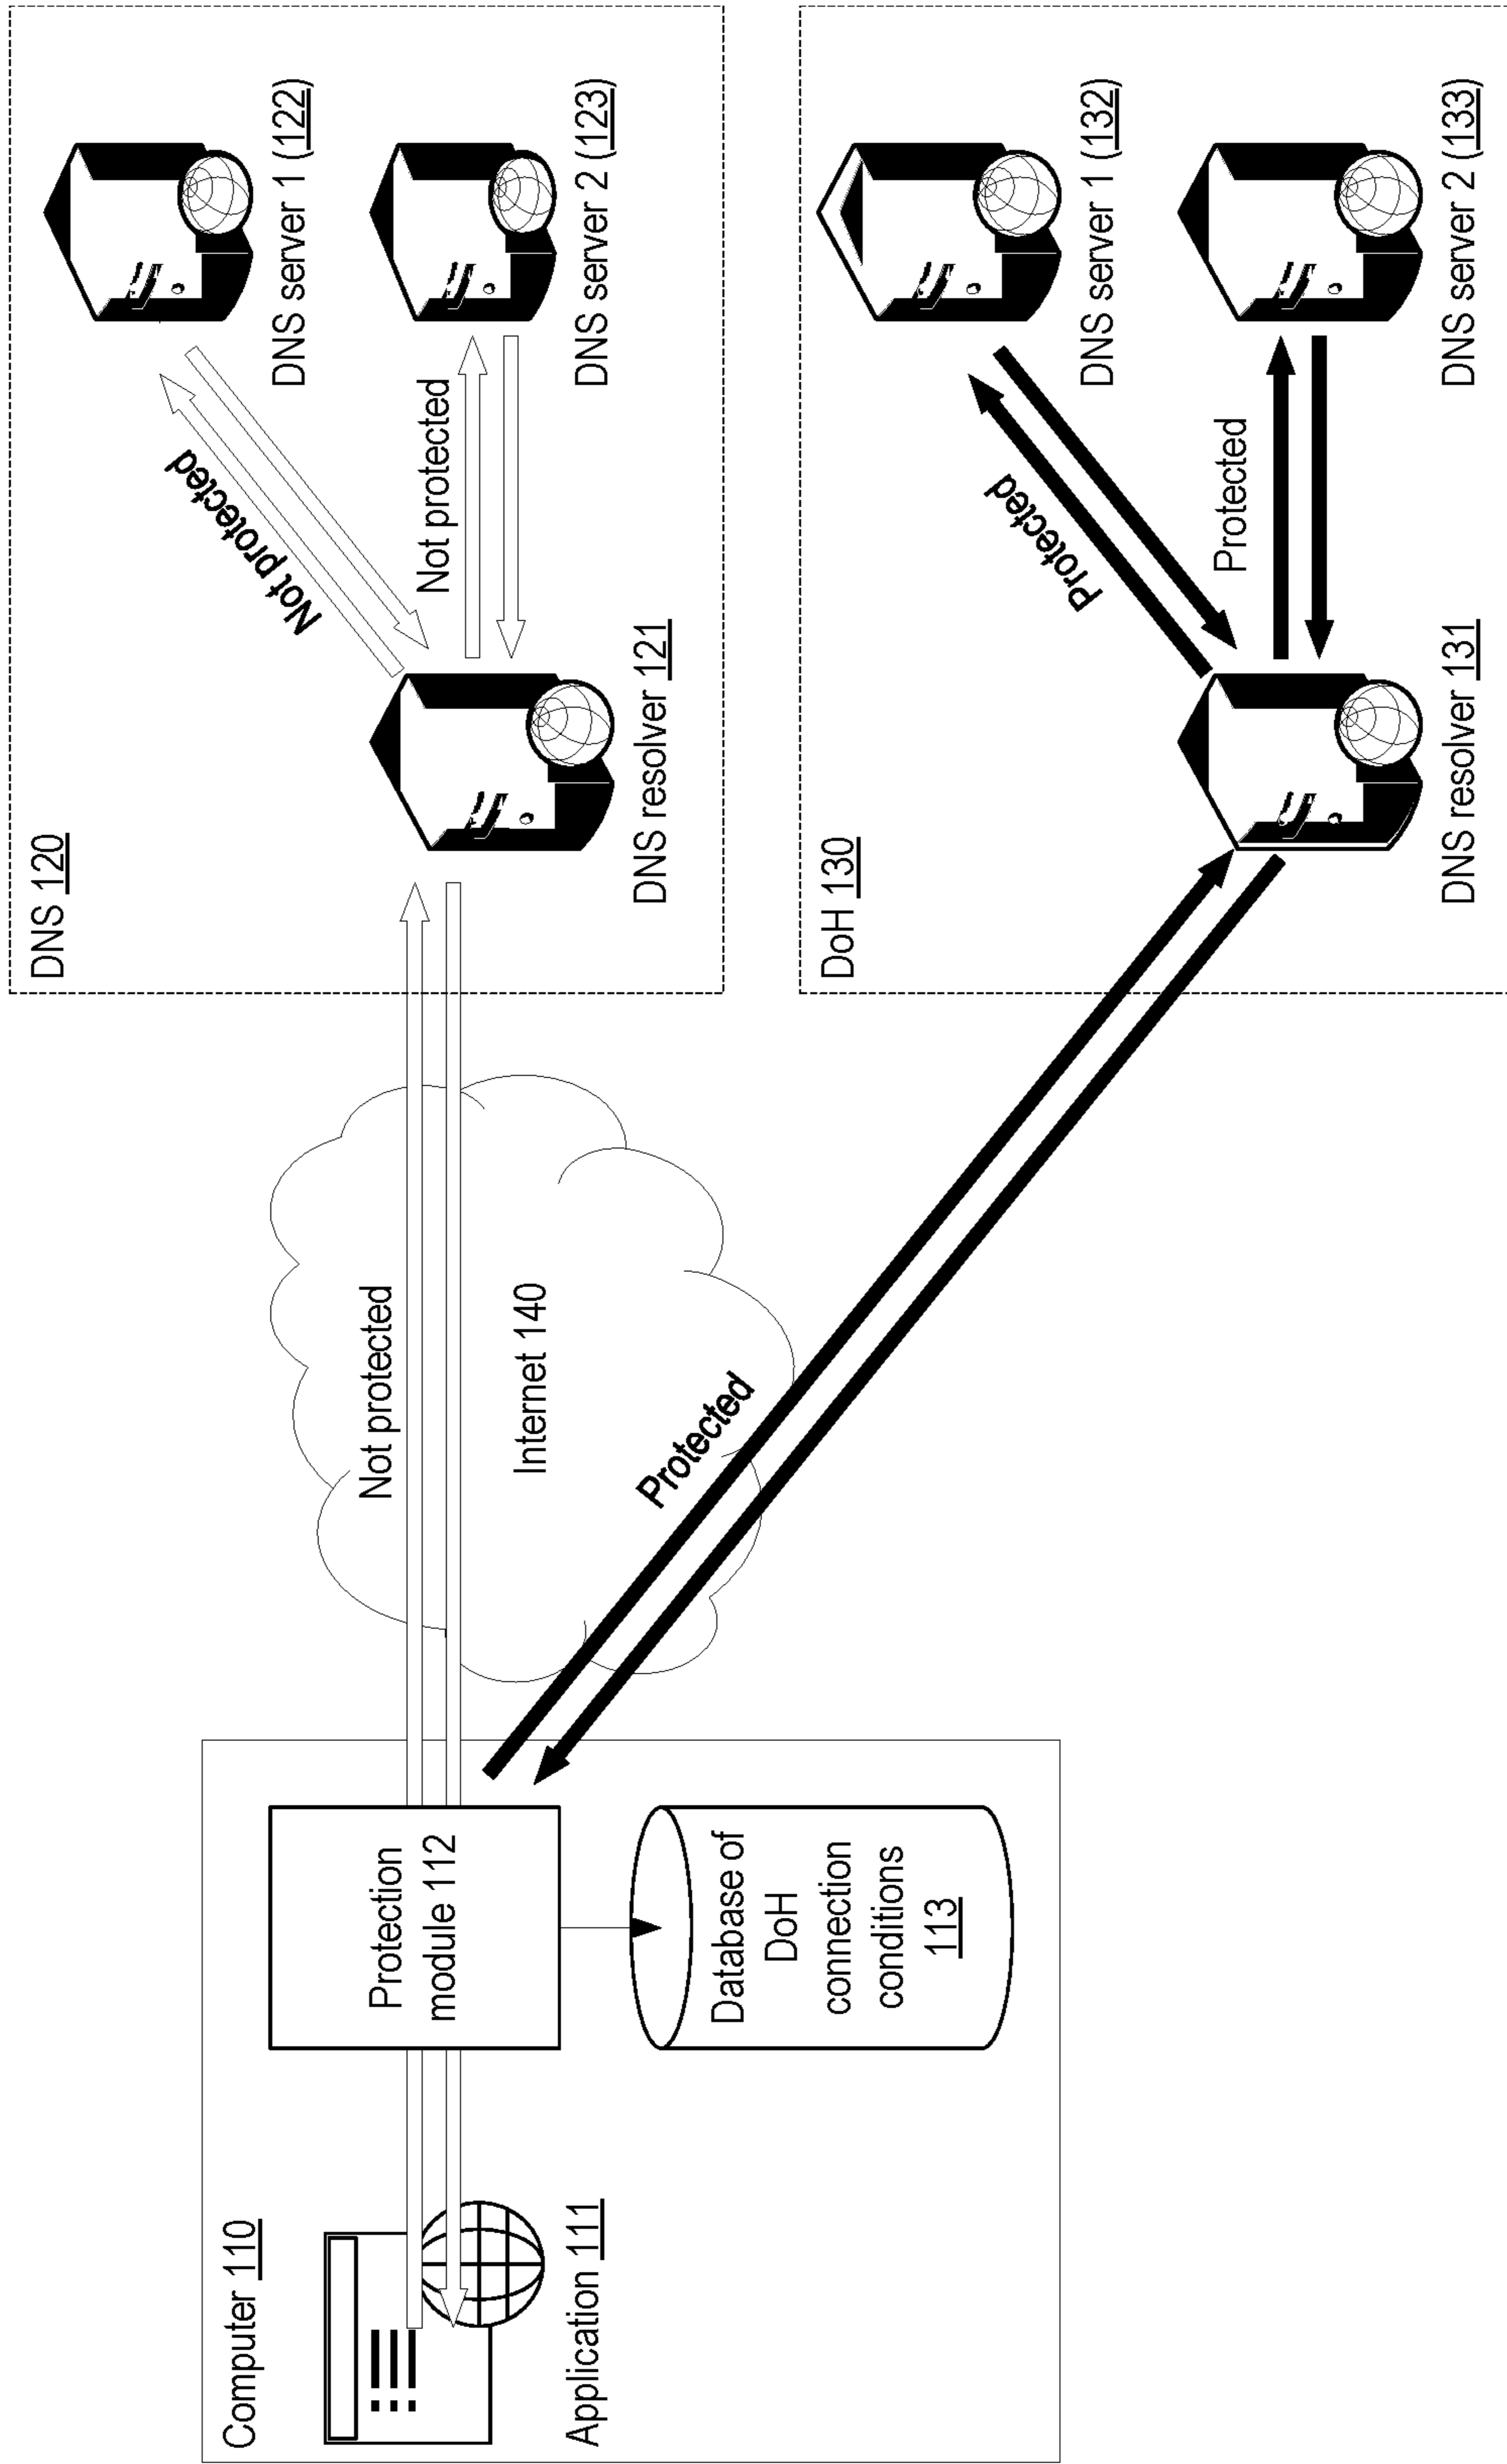 Computer 110
Application 111
Protection
module 112
Database of
DoH
connection
conditions
113
Not protected
Internet 140
Protected
DNS 120
DNS resolver 121
Not protected
Not protected
DNS server 1 (122)
DNS server 2 (123)
DoH 130
DNS resolver 131
Protected
Protected
DNS server 1 (132)
DNS server 2 (133)